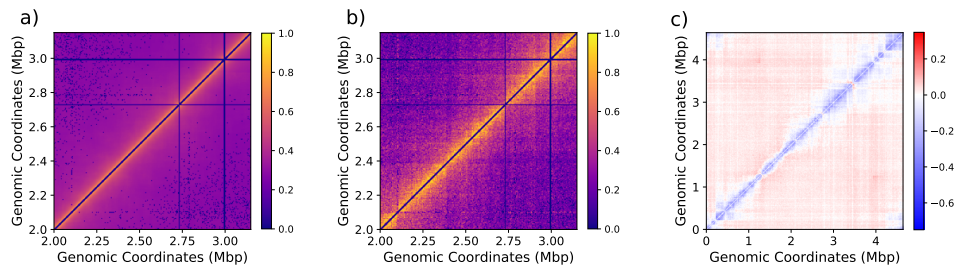 a)
Genomic Coordinates (Mbp)
3.0
2.8
2.6
2.4
2.2
2.0
2.00 2.25 2.50 2.75 3.00
Genomic Coordinates (Mbp)
1.0
0.8
0.6
0.4
0.2
0.0
b)
Genomic Coordinates (Mbp)
3.0
2.8
2.6
2.4
2.2
2.0
2.00 2.25 2.50 2.75 3.00
Genomic Coordinates (Mbp)
1.0
0.8
0.6
0.4
0.2
0.0
c)
Genomic Coordinates (Mbp)
4
3
2
1
0
0 1 2 3 4
Genomic Coordinates (Mbp)
0.2
0.0
−0.2
−0.4
−0.6